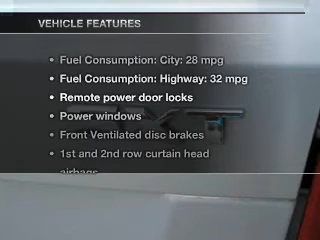 VEHICLE FEATURES
• Fuel Consumption: City: 28 mpg
• Fuel Consumption: Highway: 32 mpg
• Remote power door locks
• Power windows
• Front Ventilated disc brakes
• 1st and 2nd row curtain head
airbags